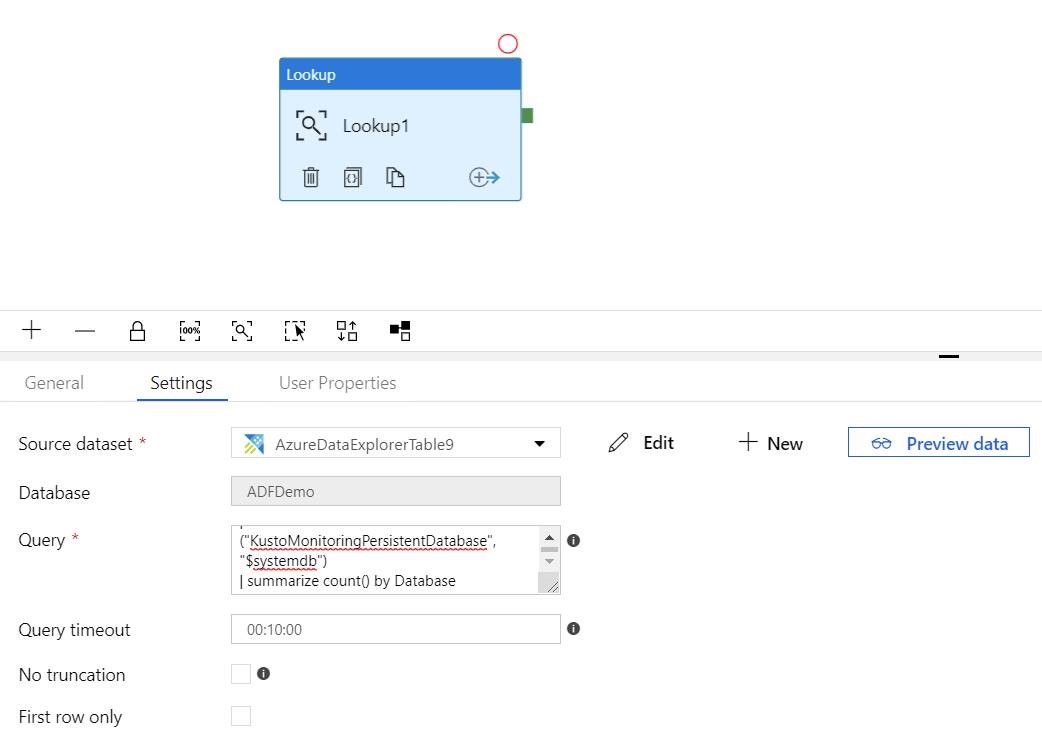 Lookup
Lookup1
100%
General Settings User Properties
Source dataset * AzureDataExplorerTable9 Edit New Preview data
Database ADFDemo
Query * ("KustoMonitoringPersistentDatabase",
"$systemdb")
| summarize count() by Database
Query timeout 00:10:00
No truncation
First row only